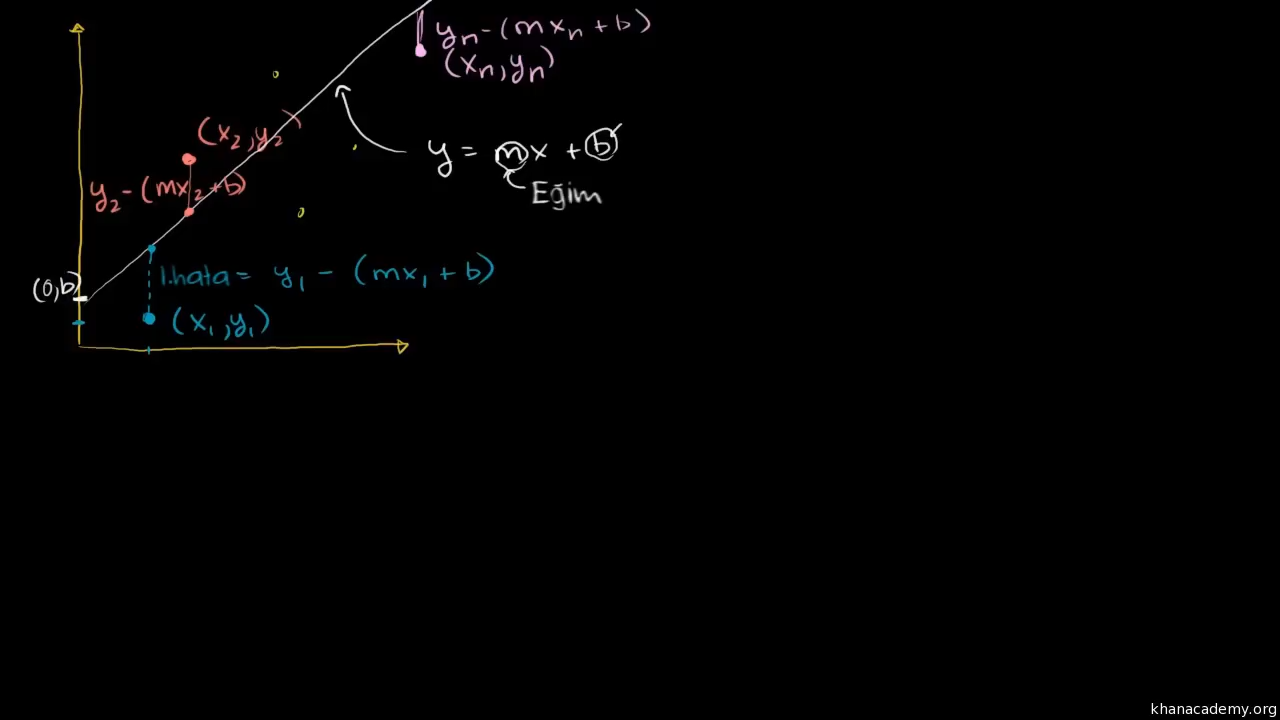 yₙ - (mxₙ + b)
(xₙ, yₙ)
(x₂, y₂)
y = mx + b
y₂ - (mx₂ + b)
Eğim
1.hata = y₁ - (mx₁ + b)
(0,b)
(x₁, y₁)
khanacademy.org